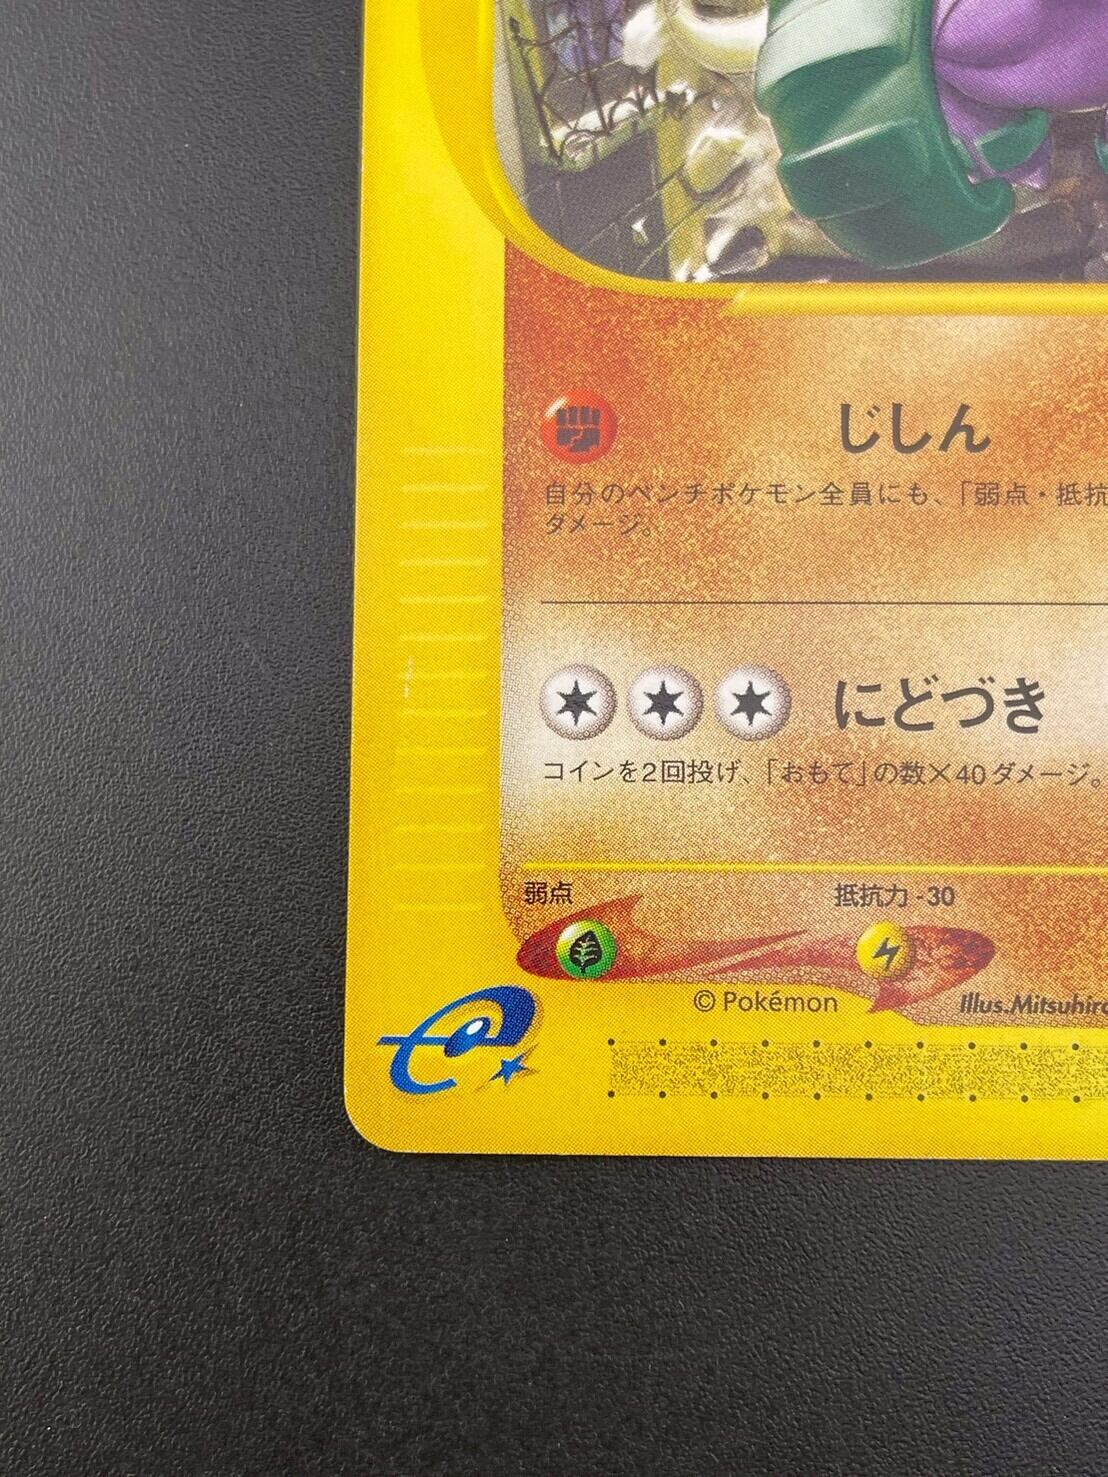 じしん
自分のベンチポケモン全員にも、「弱点・抵抗
ダメージ。
にどづき
コインを2回投げ、「おもて」の数×40ダメージ。
弱点
抵抗力 -30
© Pokémon
Illus.Mitsuhiro